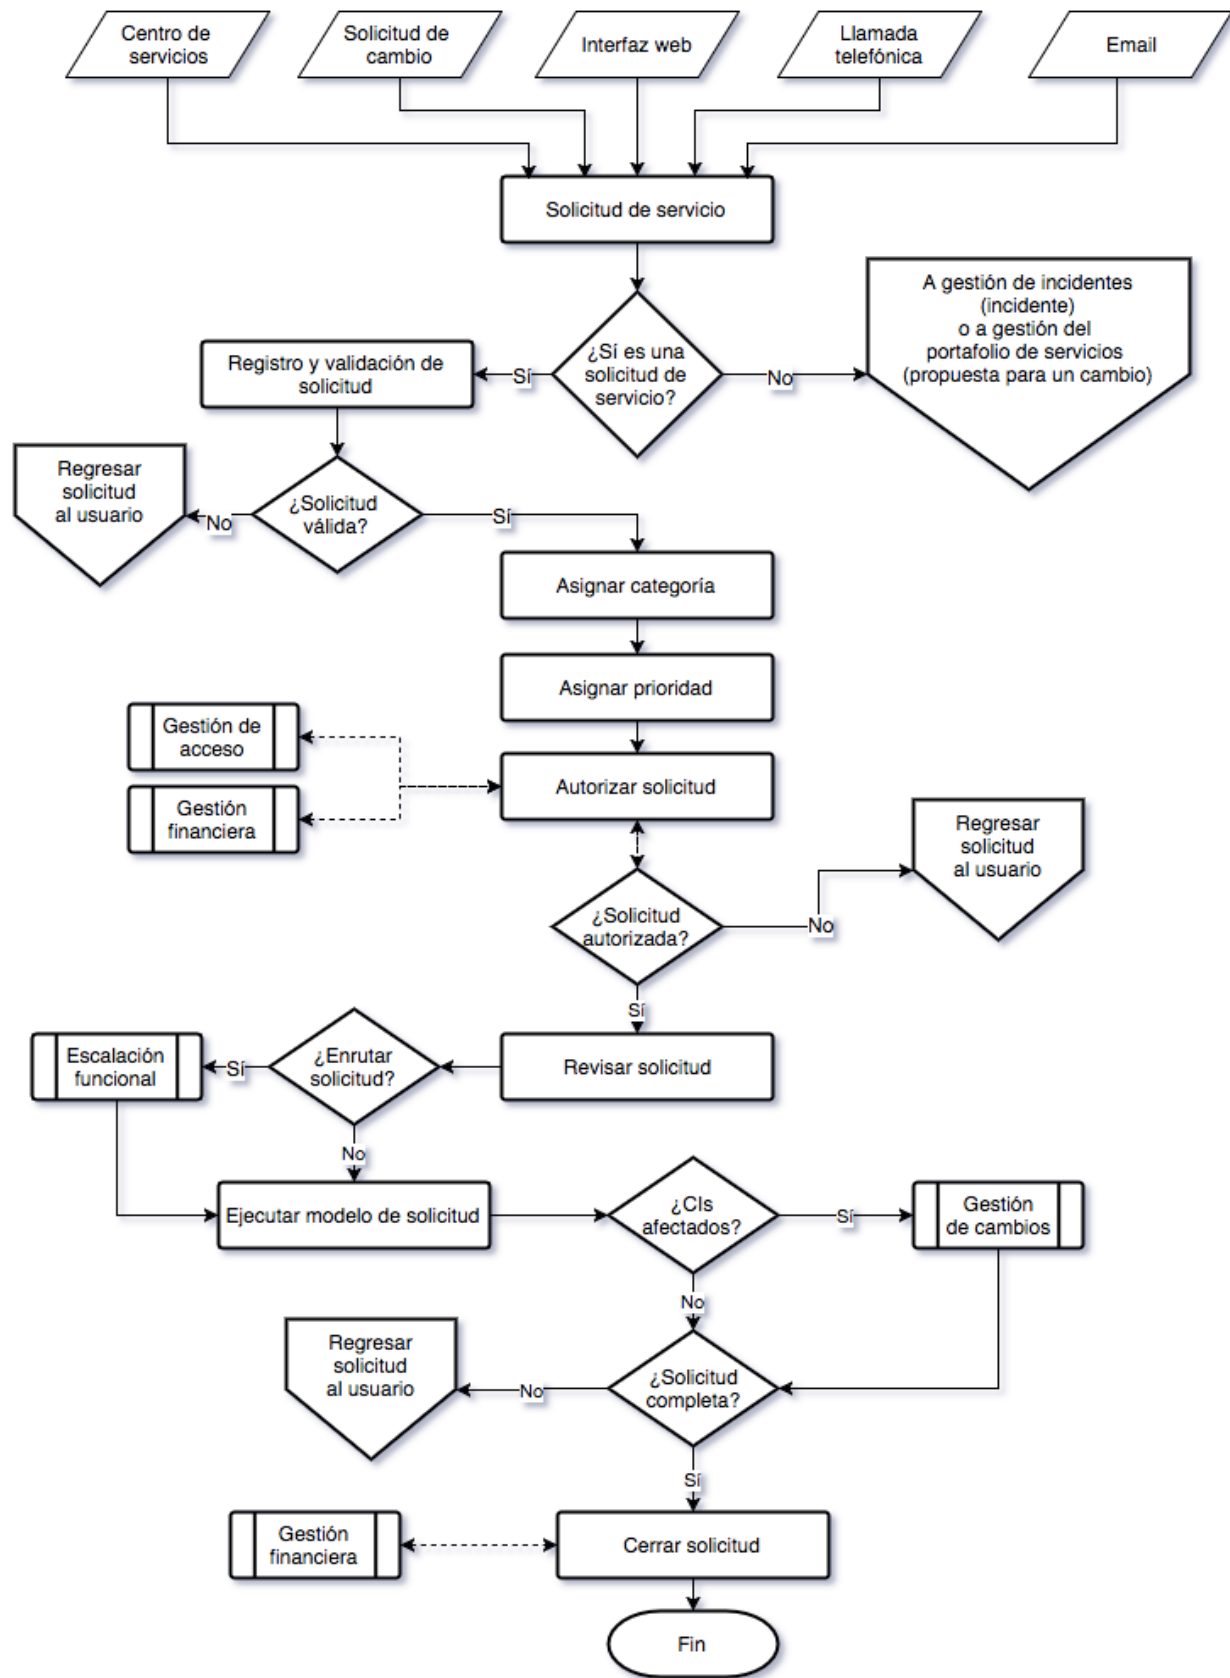 Centro de
servicios
Solicitud de
cambio
Interfaz web
Llamada
telefónica
Email
Solicitud de servicio
A gestión de incidentes
(incidente)
o a gestión del
portafolio de servicios
(propuesta para un cambio)
¿Sí es una
solicitud de
servicio?
Sí
No
Registro y validación de
solicitud
Regresar
solicitud
al usuario
No
¿Solicitud
válida?
Sí
Asignar categoría
Asignar prioridad
Gestión de
acceso
Autorizar solicitud
Gestión
financiera
Regresar
solicitud
al usuario
¿Solicitud
autorizada?
No
Sí
Escalación
funcional
Sí
¿Enrutar
solicitud?
Revisar solicitud
No
Ejecutar modelo de solicitud
¿CIs
afectados?
Sí
Gestión
de cambios
No
Regresar
solicitud
al usuario
No
¿Solicitud
completa?
Sí
Gestión
financiera
Cerrar solicitud
Fin